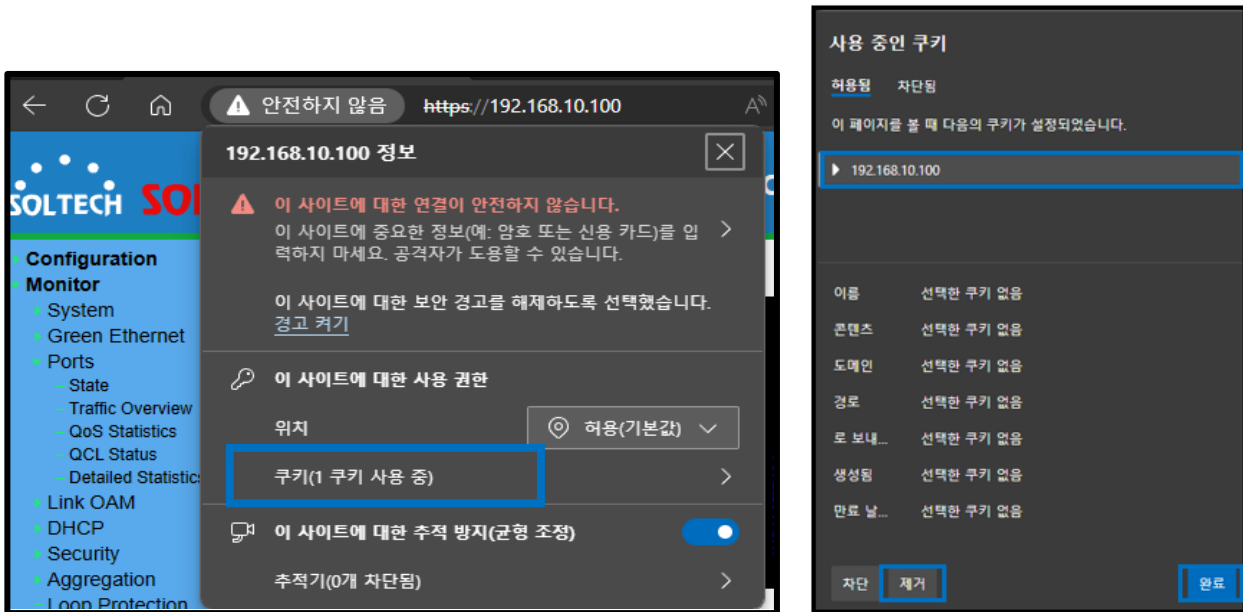 안전하지 않음 https://192.168.10.100
SOLTECH
Configuration
Monitor
System
Green Ethernet
Ports
State
Traffic Overview
QoS Statistics
QCL Status
Detailed Statistics
Link OAM
DHCP
Security
Aggregation
Loop Protection
192.168.10.100 정보
이 사이트에 대한 연결이 안전하지 않습니다.
이 사이트에 중요한 정보(예: 암호 또는 신용 카드)를 입
력하지 마세요. 공격자가 도용할 수 있습니다.
이 사이트에 대한 보안 경고를 해제하도록 선택했습니다.
경고 켜기
이 사이트에 대한 사용 권한
위치 허용(기본값)
쿠키(1 쿠키 사용 중)
이 사이트에 대한 추적 방지(균형 조정)
추적기(0개 차단됨)
사용 중인 쿠키
허용됨 차단됨
이 페이지를 볼 때 다음의 쿠키가 설정되었습니다.
192.168.10.100
이름 선택한 쿠키 없음
콘텐츠 선택한 쿠키 없음
도메인 선택한 쿠키 없음
경로 선택한 쿠키 없음
로 보내... 선택한 쿠키 없음
생성됨 선택한 쿠키 없음
만료 날... 선택한 쿠키 없음
차단 제거 완료